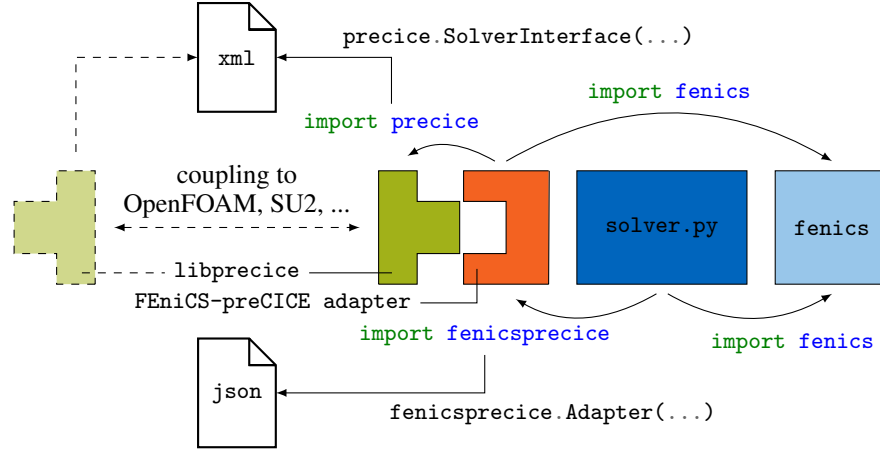 precice.SolverInterface(...)
xml
import fenics
import precice
coupling to
OpenFOAM, SU2, ...
solver.py
fenics
libprecice
FEniCS-preCICE adapter
import fenicsprecice
import fenics
json
fenicsprecice.Adapter(...)